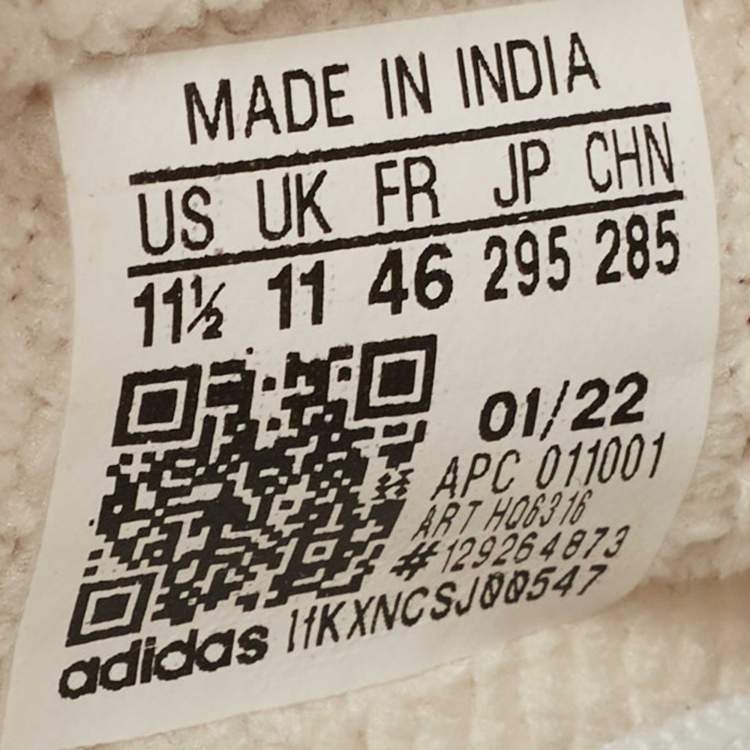 MADE IN INDIA
US UK FR JP CHN
11½ 11 46 295 285
01/22
APC 011001
ART HQ6316
#129264873
adidas 1fKXNCSJ00547